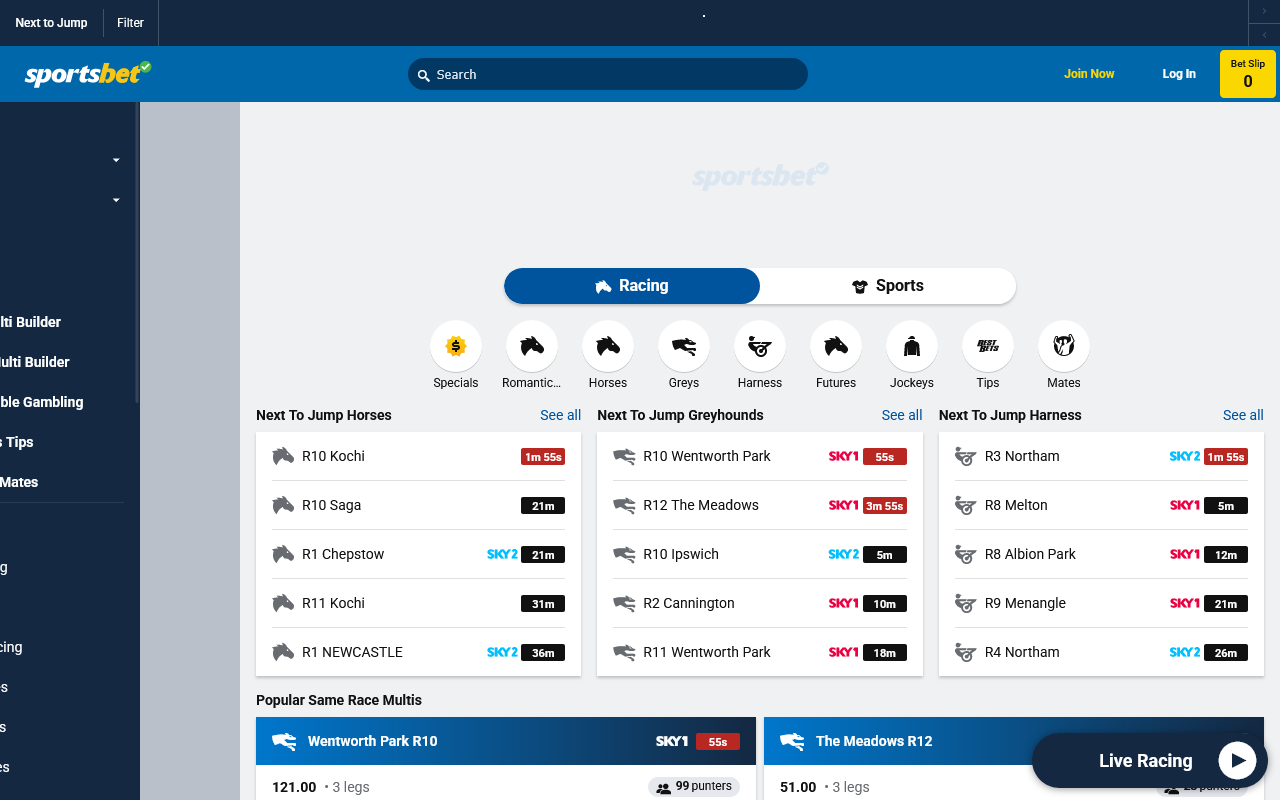 Next to Jump
Filter
sportsbet
Search
Join Now
Log In
Bet Slip
0
lti Builder
ulti Builder
ble Gambling
s Tips
Mates
g
cing
es
s
es
sportsbet
Racing
Sports
Specials
Romantic...
Horses
Greys
Harness
Futures
Jockeys
BEST BETS
Tips
Mates
Next To Jump Horses
See all
R10 Kochi
1m 55s
R10 Saga
21m
R1 Chepstow
SKY2
21m
R11 Kochi
31m
R1 NEWCASTLE
SKY2
36m
Next To Jump Greyhounds
See all
R10 Wentworth Park
SKY1
55s
R12 The Meadows
SKY1
3m 55s
R10 Ipswich
SKY2
5m
R2 Cannington
SKY1
10m
R11 Wentworth Park
SKY1
18m
Next To Jump Harness
See all
R3 Northam
SKY2
1m 55s
R8 Melton
SKY1
5m
R8 Albion Park
SKY1
12m
R9 Menangle
SKY1
21m
R4 Northam
SKY2
26m
Popular Same Race Multis
Wentworth Park R10
SKY1
55s
121.00 • 3 legs
99 punters
The Meadows R12
51.00 • 3 legs
punters
Live Racing